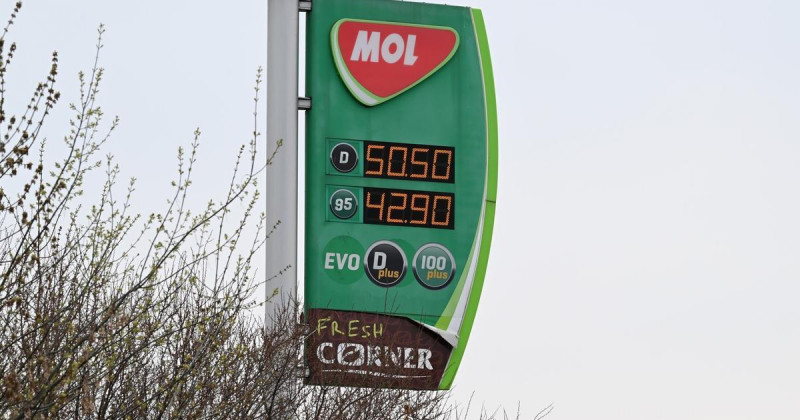 MOL
D 50.50
95 42.90
EVO D plus 100 plus
FRESH
CORNER